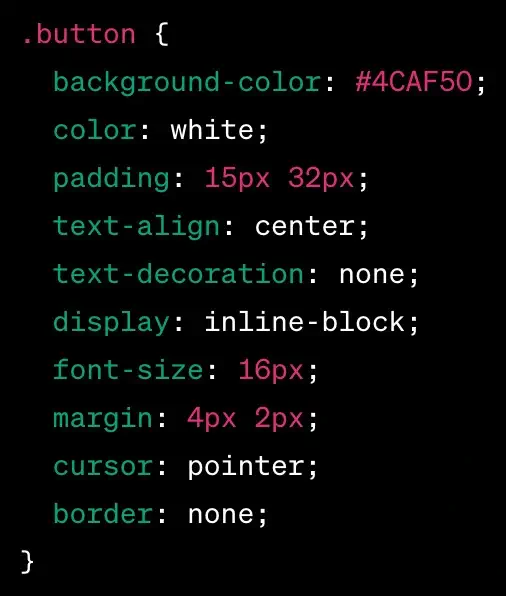 .button {
  background-color: #4CAF50;
  color: white;
  padding: 15px 32px;
  text-align: center;
  text-decoration: none;
  display: inline-block;
  font-size: 16px;
  margin: 4px 2px;
  cursor: pointer;
  border: none;
}